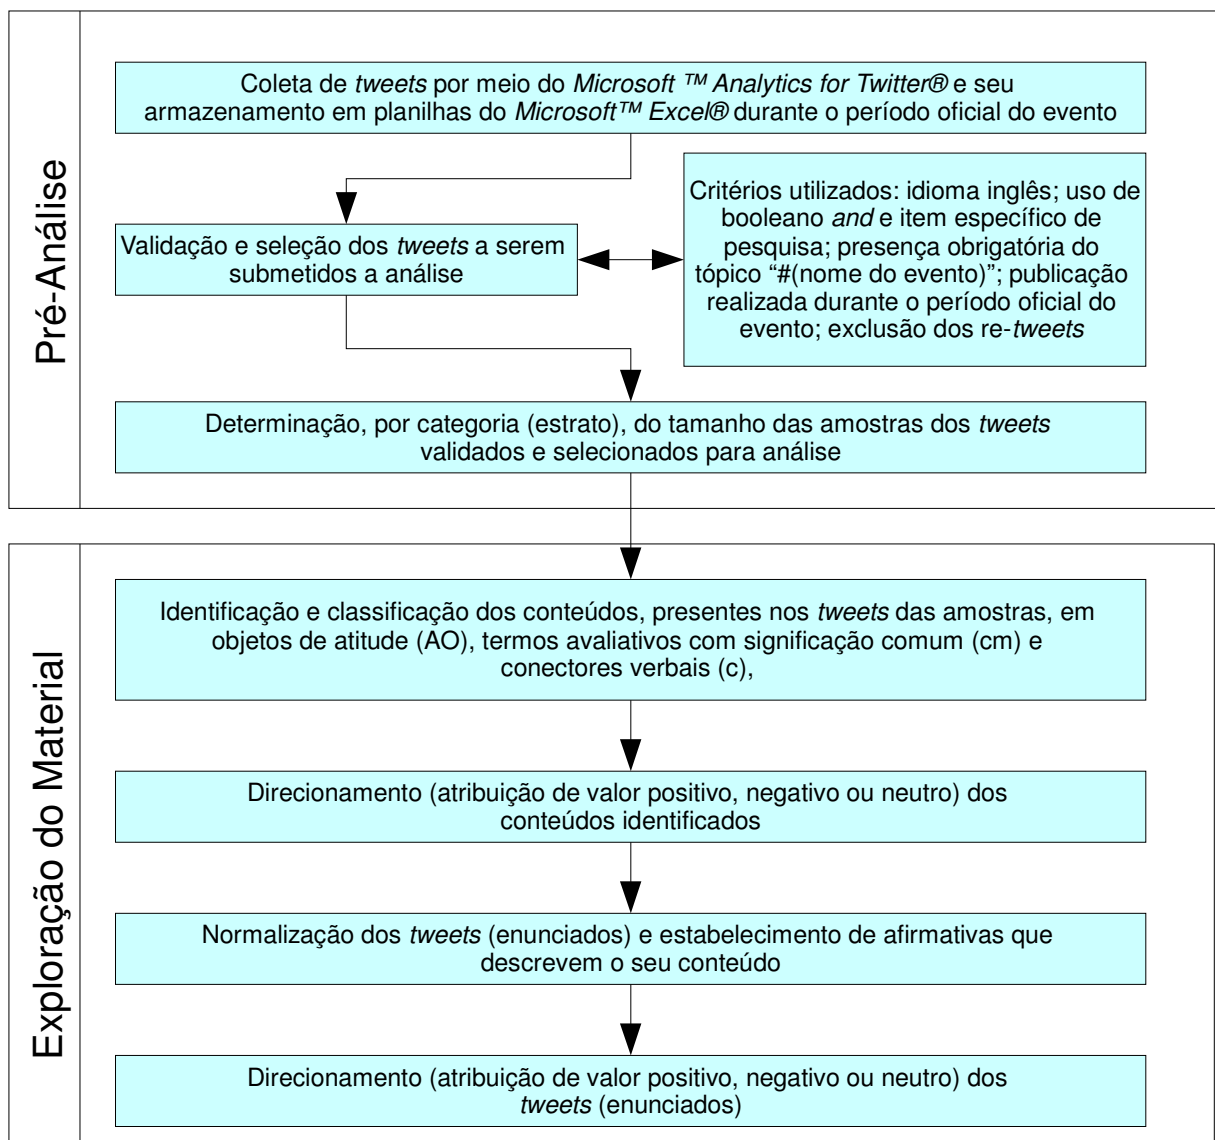 Pré-Análise
Coleta de tweets por meio do Microsoft ™ Analytics for Twitter® e seu
armazenamento em planilhas do Microsoft™ Excel® durante o período oficial do evento
Validação e seleção dos tweets a serem
submetidos a análise
Critérios utilizados: idioma inglês; uso de
booleano and e item específico de
pesquisa; presença obrigatória do
tópico “#(nome do evento)”; publicação
realizada durante o período oficial do
evento; exclusão dos re-tweets
Determinação, por categoria (estrato), do tamanho das amostras dos tweets
validados e selecionados para análise
Exploração do Material
Identificação e classificação dos conteúdos, presentes nos tweets das amostras, em
objetos de atitude (AO), termos avaliativos com significação comum (cm) e
conectores verbais (c),
Direcionamento (atribuição de valor positivo, negativo ou neutro) dos
conteúdos identificados
Normalização dos tweets (enunciados) e estabelecimento de afirmativas que
descrevem o seu conteúdo
Direcionamento (atribuição de valor positivo, negativo ou neutro) dos
tweets (enunciados)